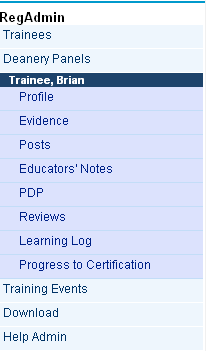 RegAdmin
Trainees
Deanery Panels
Trainee, Brian
Profile
Evidence
Posts
Educators' Notes
PDP
Reviews
Learning Log
Progress to Certification
Training Events
Download
Help Admin